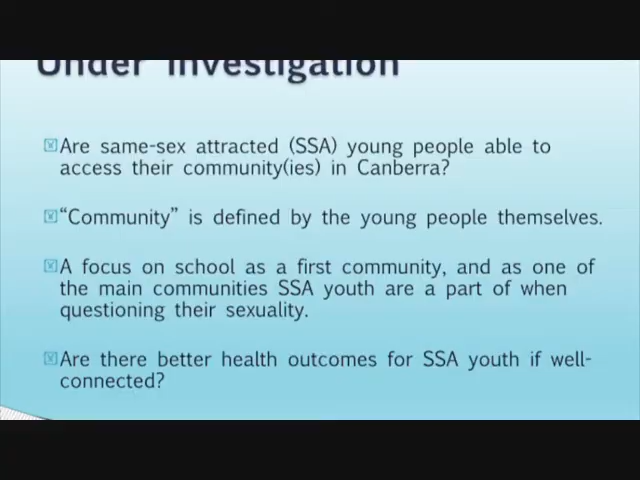 Under Investigation
Are same-sex attracted (SSA) young people able to
access their community(ies) in Canberra?
“Community” is defined by the young people themselves.
A focus on school as a first community, and as one of
the main communities SSA youth are a part of when
questioning their sexuality.
Are there better health outcomes for SSA youth if well-
connected?